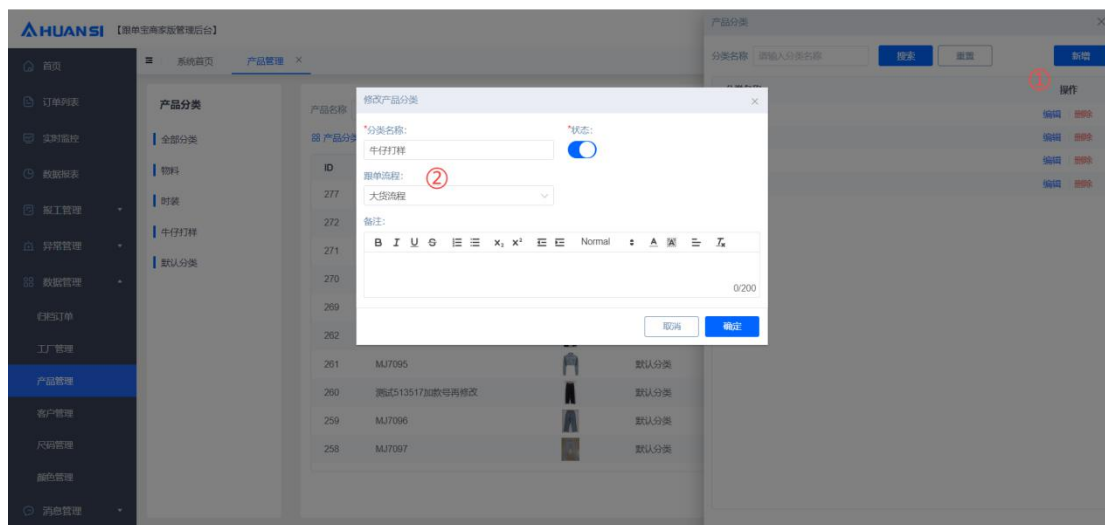 HUANSI 【跟单宝商家版管理后台】
产品分类 ×
首页
系统首页 产品管理 ×
分类名称 请输入分类名称 搜索 重置 新增
①
分类名称 操作
订单列表
产品分类
产品名称
修改产品分类 ×
编辑 删除
实时监控
全部分类
产品分类
*分类名称: *状态:
牛仔打样
编辑 删除
数据报表
物料
ID
跟单流程: ②
编辑 删除
报工管理
时装
277
大货流程
编辑 删除
异常管理
牛仔打样
272
备注:
271
B I U S X₂ X² Normal A A Tx
数据管理
默认分类
270
0/200
归档订单
269
工厂管理
262
取消 确定
261 MJ7095 默认分类
产品管理
260 测试513517加款号再修改 默认分类
客户管理
259 MJ7096 默认分类
尺码管理
258 MJ7097 默认分类
颜色管理
消息管理